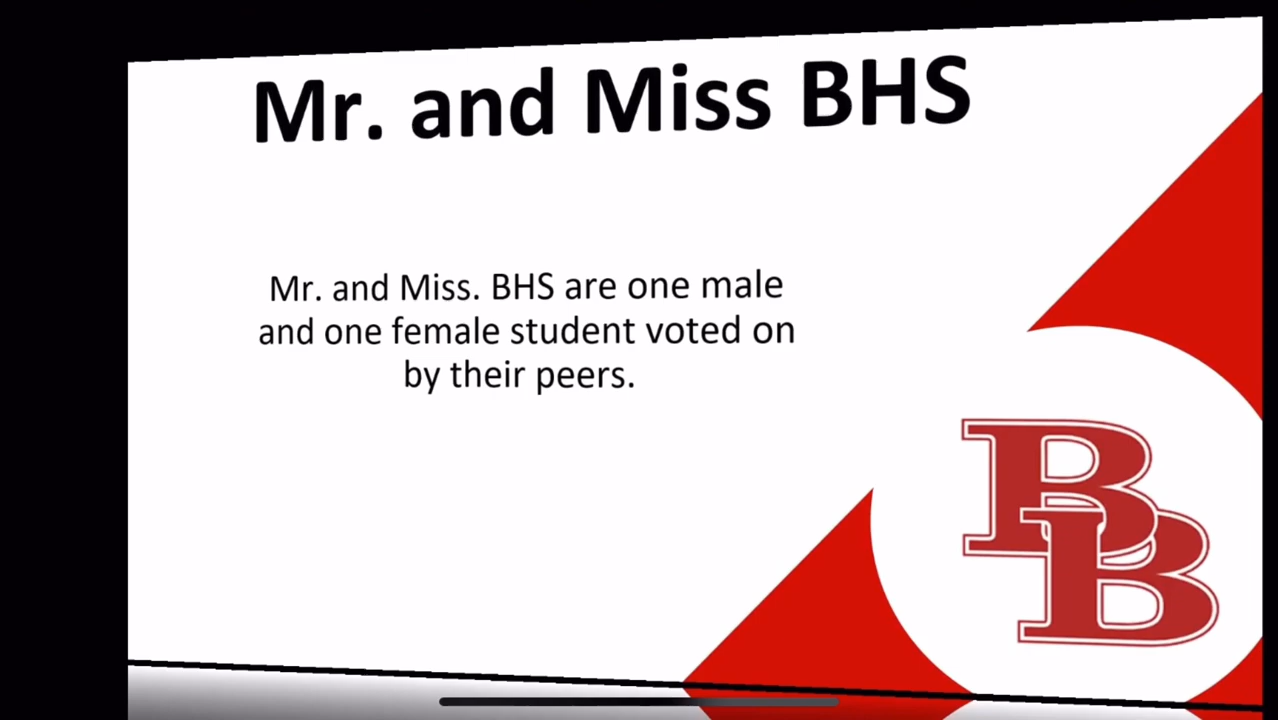 Mr. and Miss BHS
Mr. and Miss. BHS are one male
and one female student voted on
by their peers.
BB